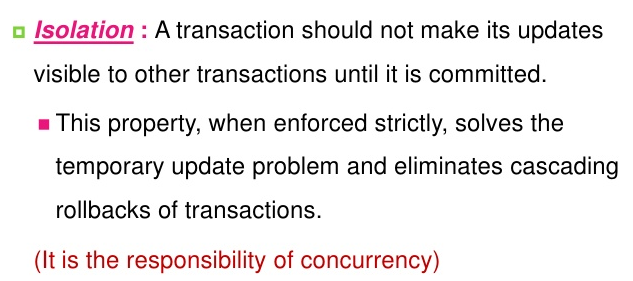 Isolation : A transaction should not make its updates
visible to other transactions until it is committed.
This property, when enforced strictly, solves the
temporary update problem and eliminates cascading
rollbacks of transactions.
(It is the responsibility of concurrency)